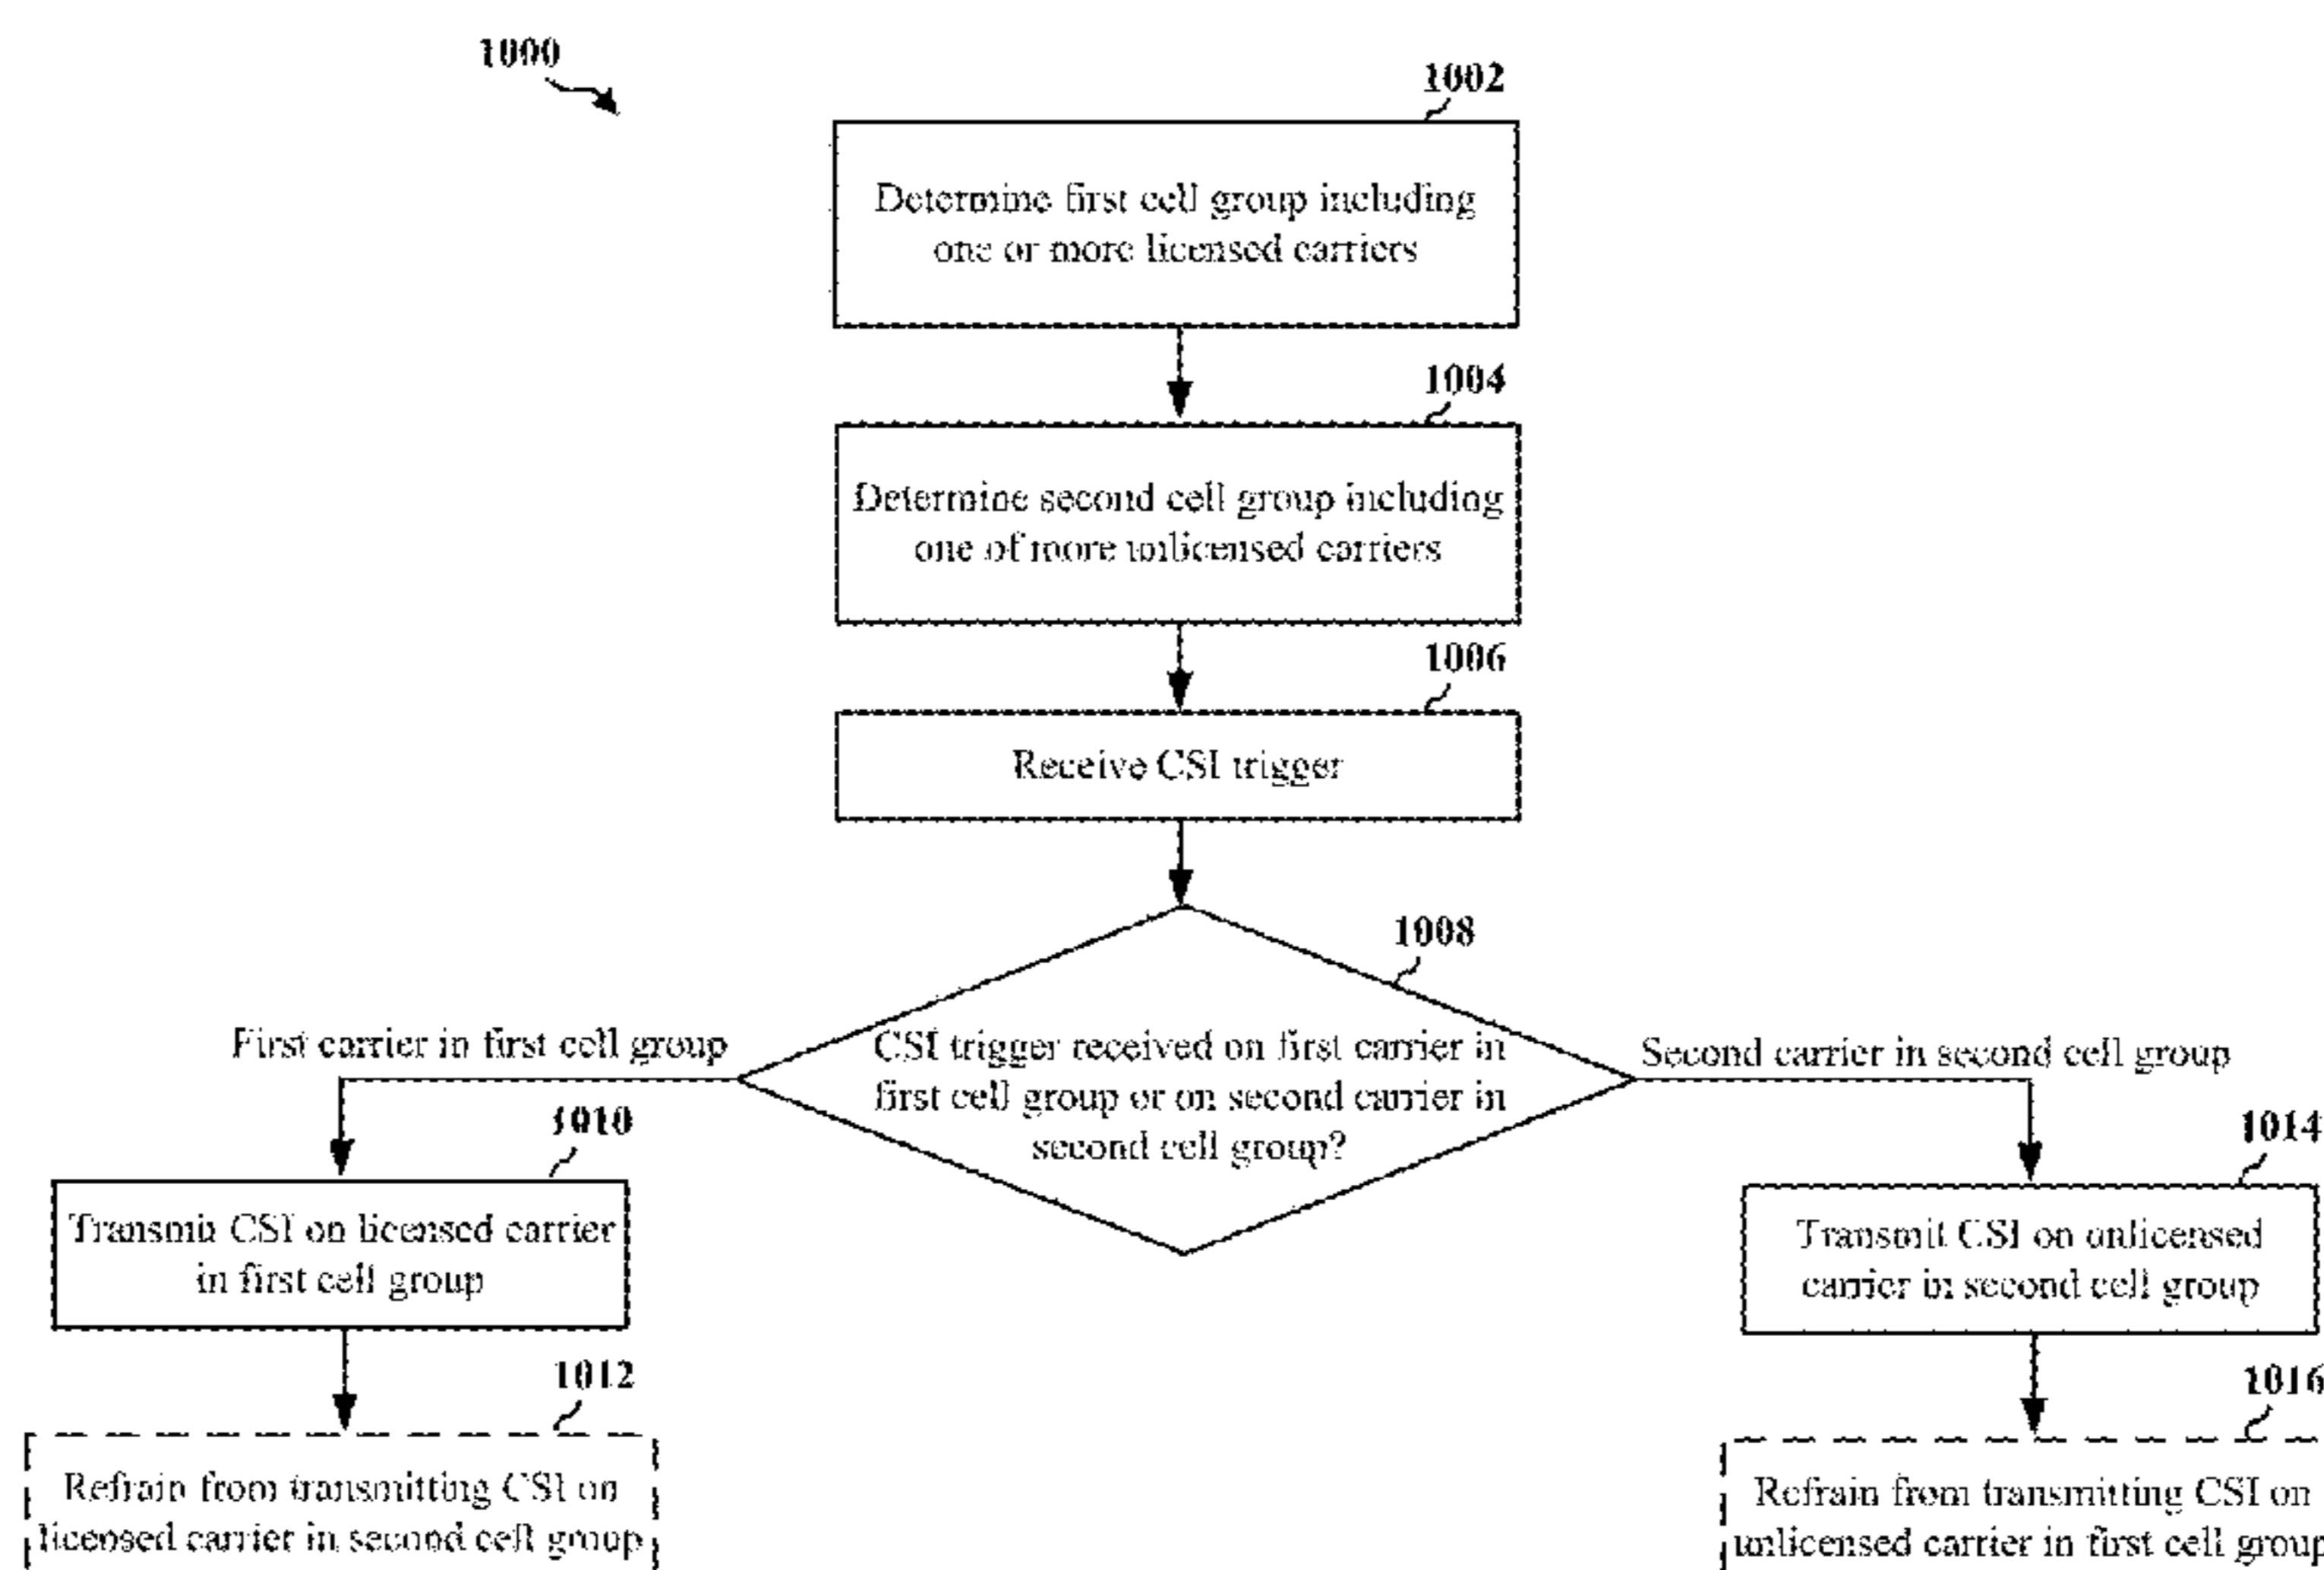 1000
1002
Determine first cell group including
one or more licensed carriers
1004
Determine second cell group including
one of more unlicensed carriers
1006
Receive CSI trigger
1008
CSI trigger received on first carrier in
first cell group or on second carrier in
second cell group?
First carrier in first cell group
Second carrier in second cell group
1010
Transmit CSI on licensed carrier
in first cell group
1014
Transmit CSI on unlicensed
carrier in second cell group
1012
Refrain from transmitting CSI on
licensed carrier in second cell group
1016
Refrain from transmitting CSI on
unlicensed carrier in first cell group